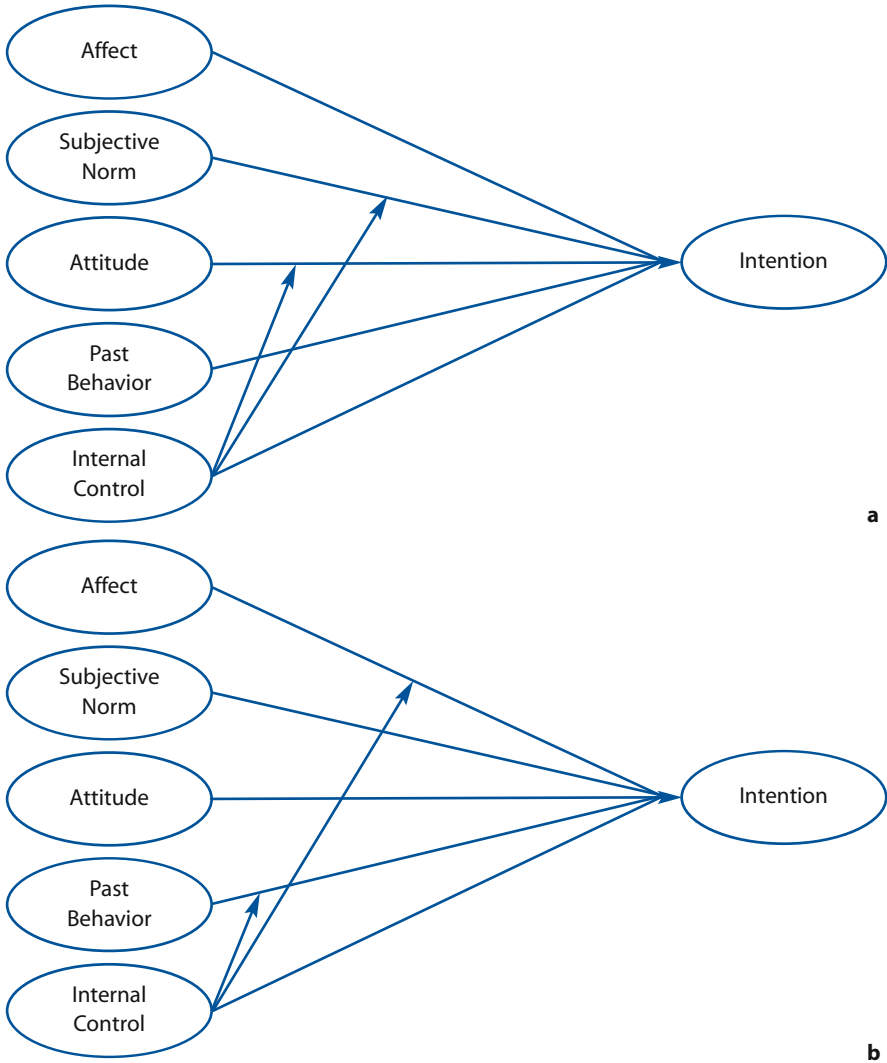 Affect
Subjective
Norm
Attitude
Intention
Past
Behavior
Internal
Control
a
Affect
Subjective
Norm
Attitude
Intention
Past
Behavior
Internal
Control
b